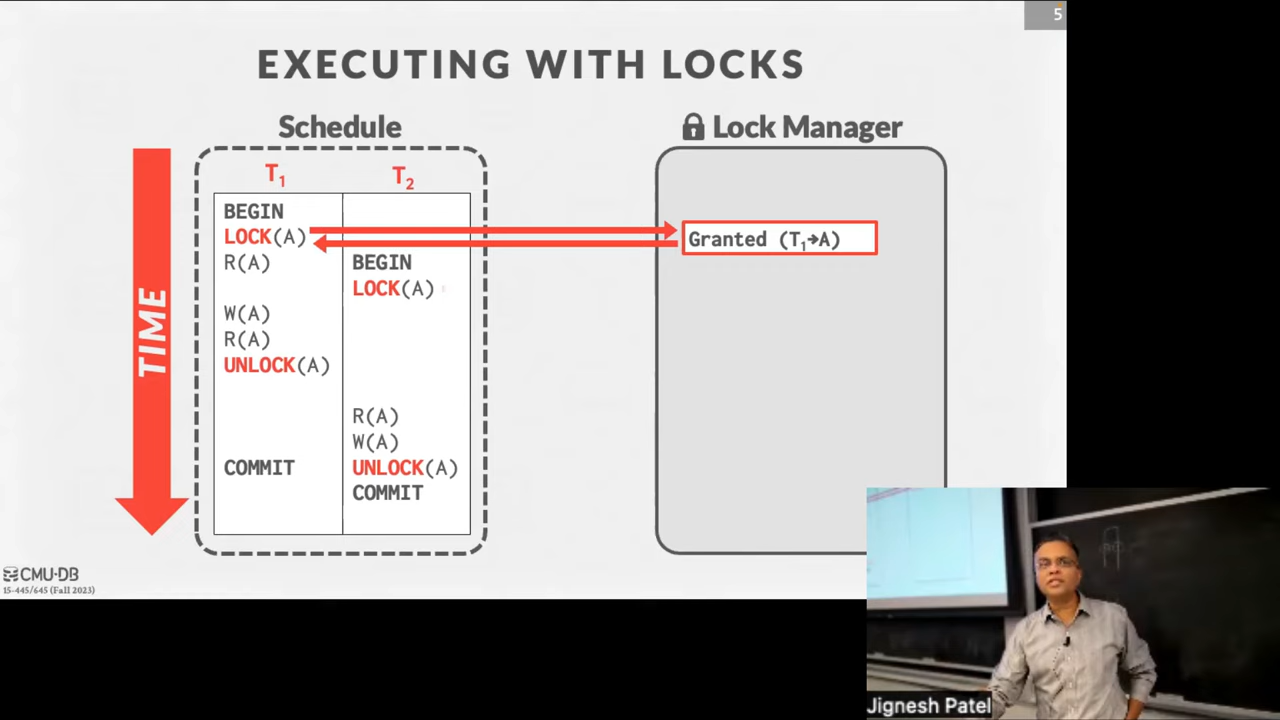 5
EXECUTING WITH LOCKS
Schedule
Lock Manager
TIME
T1
T2
BEGIN
LOCK(A)
R(A)
W(A)
R(A)
UNLOCK(A)
COMMIT
BEGIN
LOCK(A)
R(A)
W(A)
UNLOCK(A)
COMMIT
Granted (T1→A)
CMU·DB
15-445/645 (Fall 2023)
Jignesh Patel